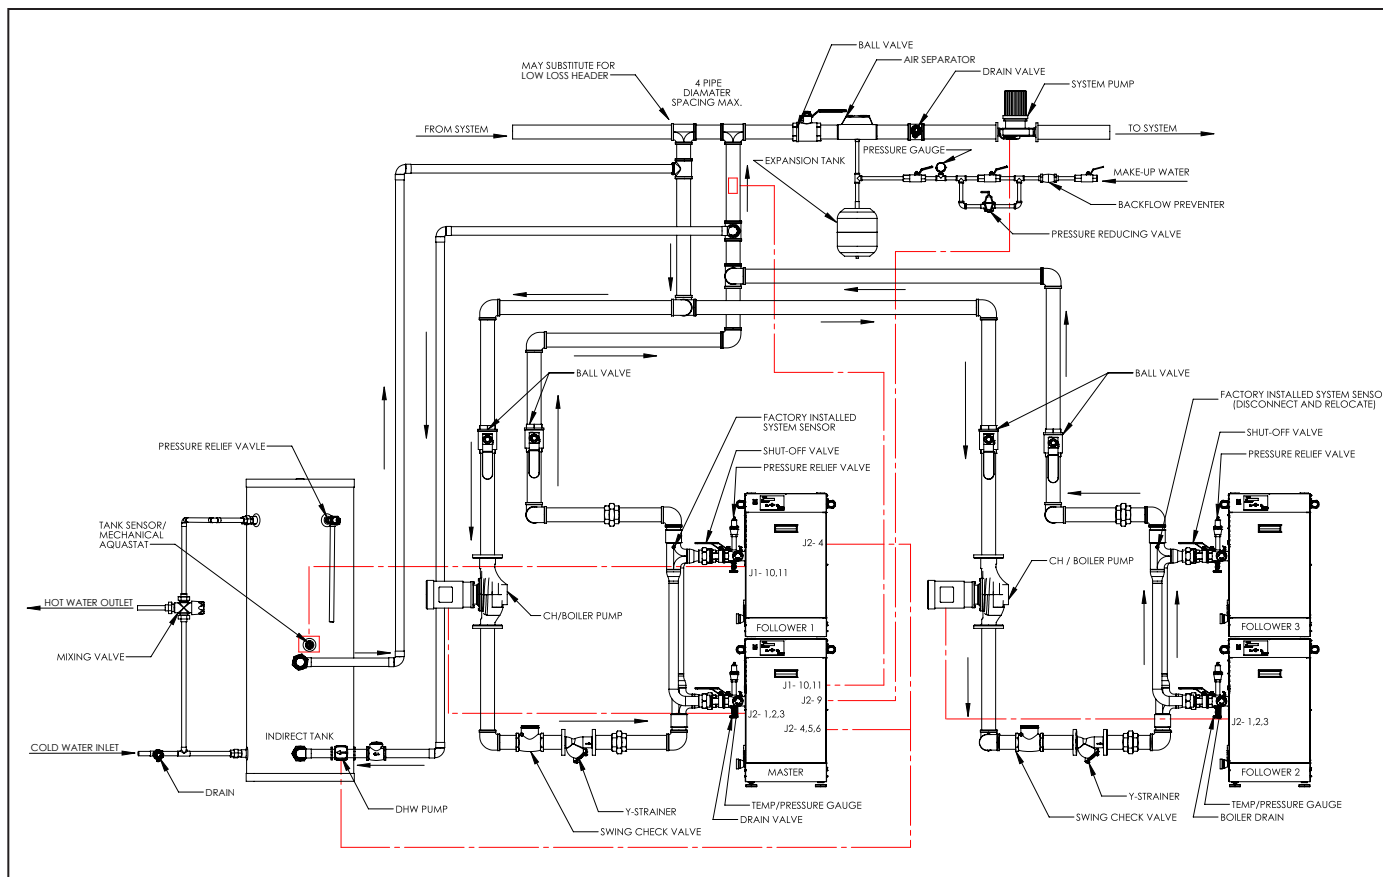 BALL VALVE
AIR SEPARATOR
MAY SUBSTITUTE FOR
LOW LOSS HEADER
4 PIPE
DIAMATER
SPACING MAX.
DRAIN VALVE
SYSTEM PUMP
FROM SYSTEM
TO SYSTEM
PRESSURE GAUGE
EXPANSION TANK
MAKE-UP WATER
BACKFLOW PREVENTER
PRESSURE REDUCING VALVE
BALL VALVE
BALL VALVE
FACTORY INSTALLED
SYSTEM SENSOR
FACTORY INSTALLED SYSTEM SENSO
(DISCONNECT AND RELOCATE)
SHUT-OFF VALVE
SHUT-OFF VALVE
PRESSURE RELIEF VAVLE
PRESSURE RELIEF VALVE
PRESSURE RELIEF VALVE
TANK SENSOR/
MECHANICAL
AQUASTAT
J2- 4
J1- 10,11
CH / BOILER PUMP
HOT WATER OUTLET
CH/BOILER PUMP
FOLLOWER 1
FOLLOWER 3
MIXING VALVE
J1- 10,11
J2- 9
J2- 1,2,3
J2- 4,5,6
J2- 1,2,3
INDIRECT TANK
COLD WATER INLET
MASTER
FOLLOWER 2
DRAIN
DHW PUMP
Y-STRAINER
TEMP/PRESSURE GAUGE
DRAIN VALVE
SWING CHECK VALVE
Y-STRAINER
TEMP/PRESSURE GAUGE
BOILER DRAIN
SWING CHECK VALVE